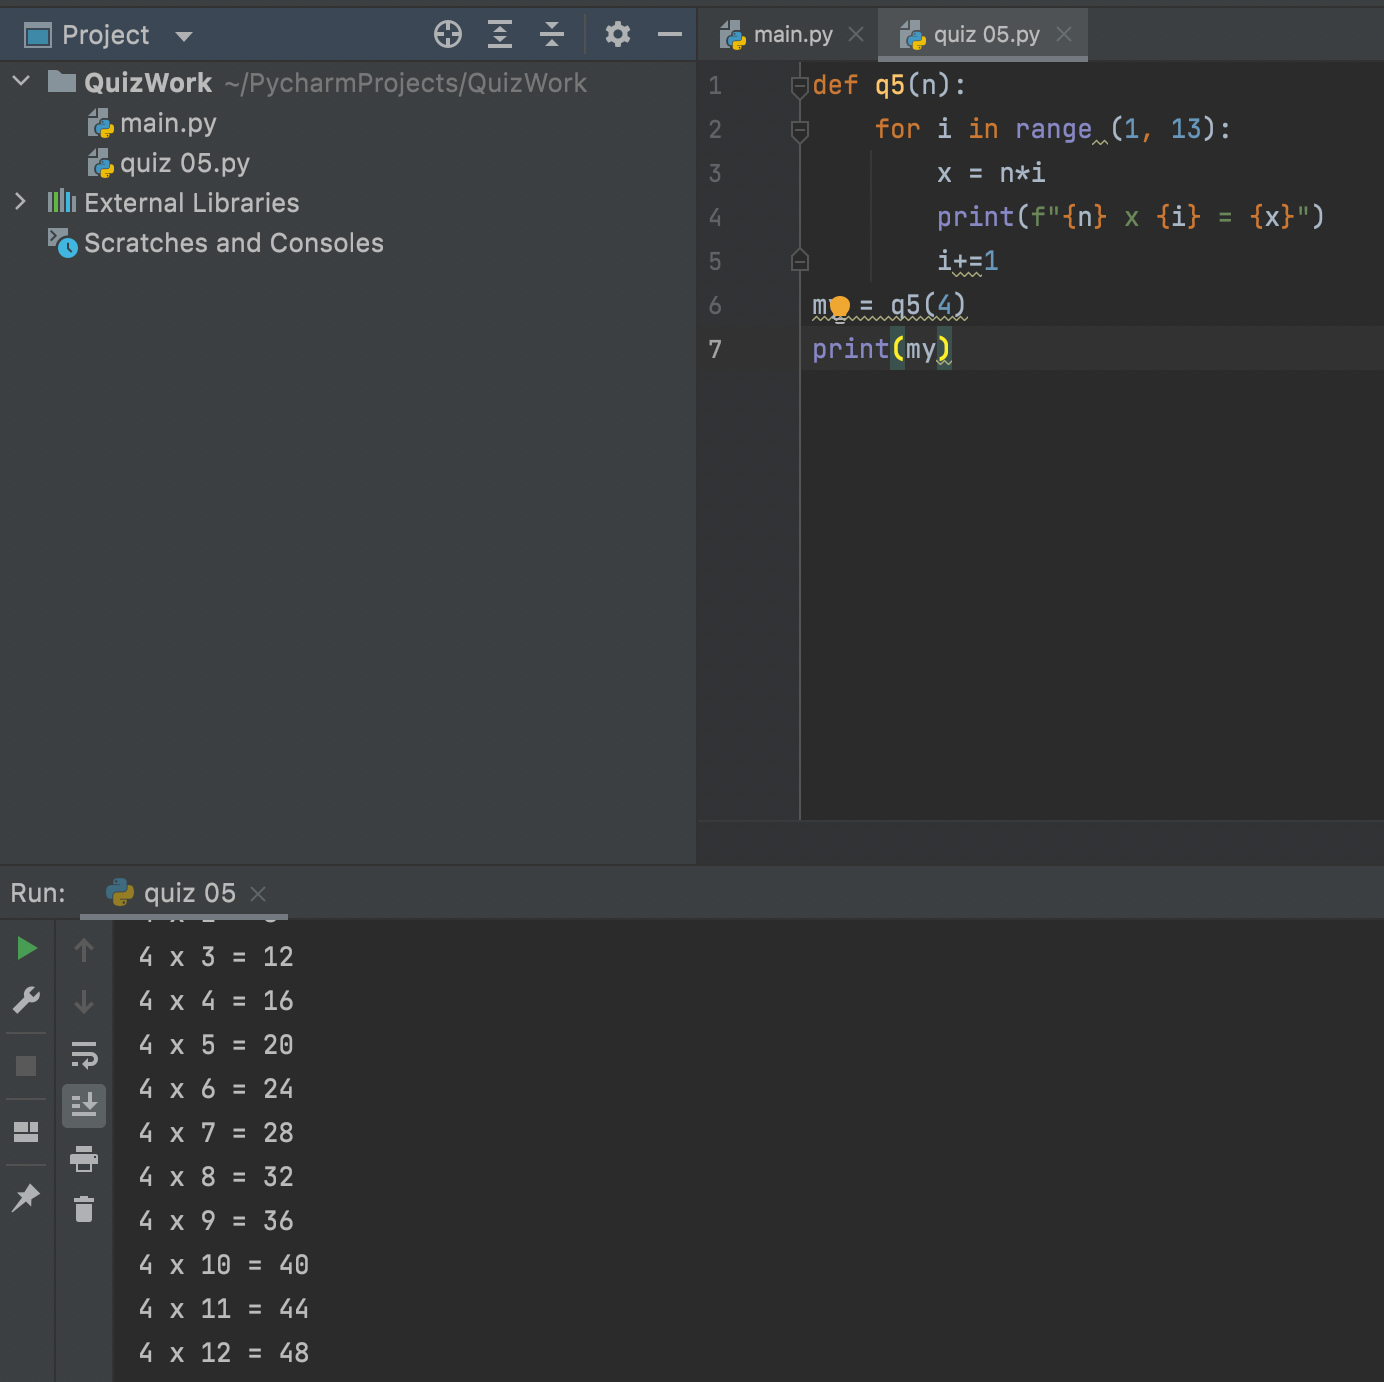 Project
main.py
quiz 05.py
QuizWork ~/PycharmProjects/QuizWork
main.py
quiz 05.py
External Libraries
Scratches and Consoles
1 def q5(n):
2 for i in range (1, 13):
3 x = n*i
4 print(f"{n} x {i} = {x}")
5 i+=1
6 = q5(4)
7 print(my)
Run: quiz 05
4 x 3 = 12
4 x 4 = 16
4 x 5 = 20
4 x 6 = 24
4 x 7 = 28
4 x 8 = 32
4 x 9 = 36
4 x 10 = 40
4 x 11 = 44
4 x 12 = 48